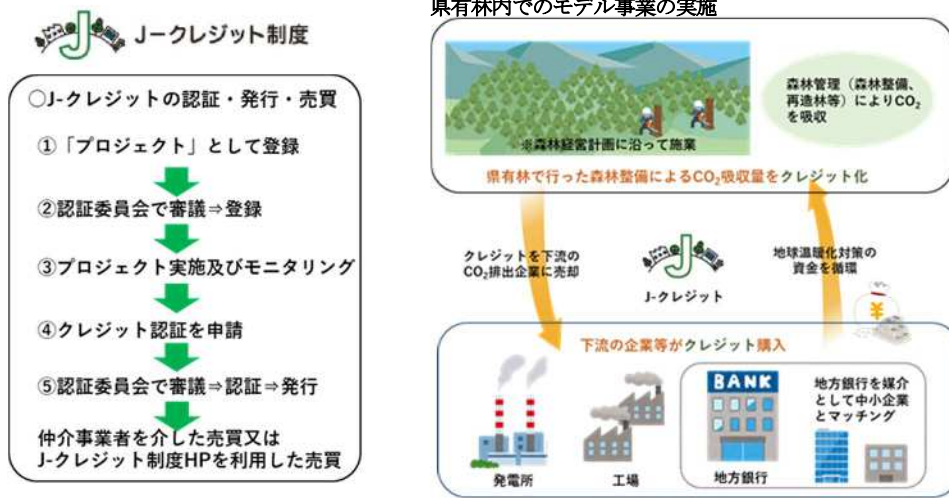 J
J－クレジット制度
○J-クレジットの認証・発行・売買
①「プロジェクト」として登録
②認証委員会で審議⇒登録
③プロジェクト実施及びモニタリング
④クレジット認証を申請
⑤認証委員会で審議⇒認証⇒発行
仲介事業者を介した売買又は
J-クレジット制度HPを利用した売買
県有林内でのモデル事業の実施
森林管理（森林整備、
再造林等）によりCO₂
を吸収
※森林経営計画に沿って施業
県有林で行った森林整備によるCO₂吸収量をクレジット化
クレジットを下流の
CO₂排出企業に売却
J
J-クレジット
地球温暖化対策の
資金を循環
¥
下流の企業等がクレジット購入
発電所
工場
BANK
地方銀行
地方銀行を媒介
として中小企業
とマッチング